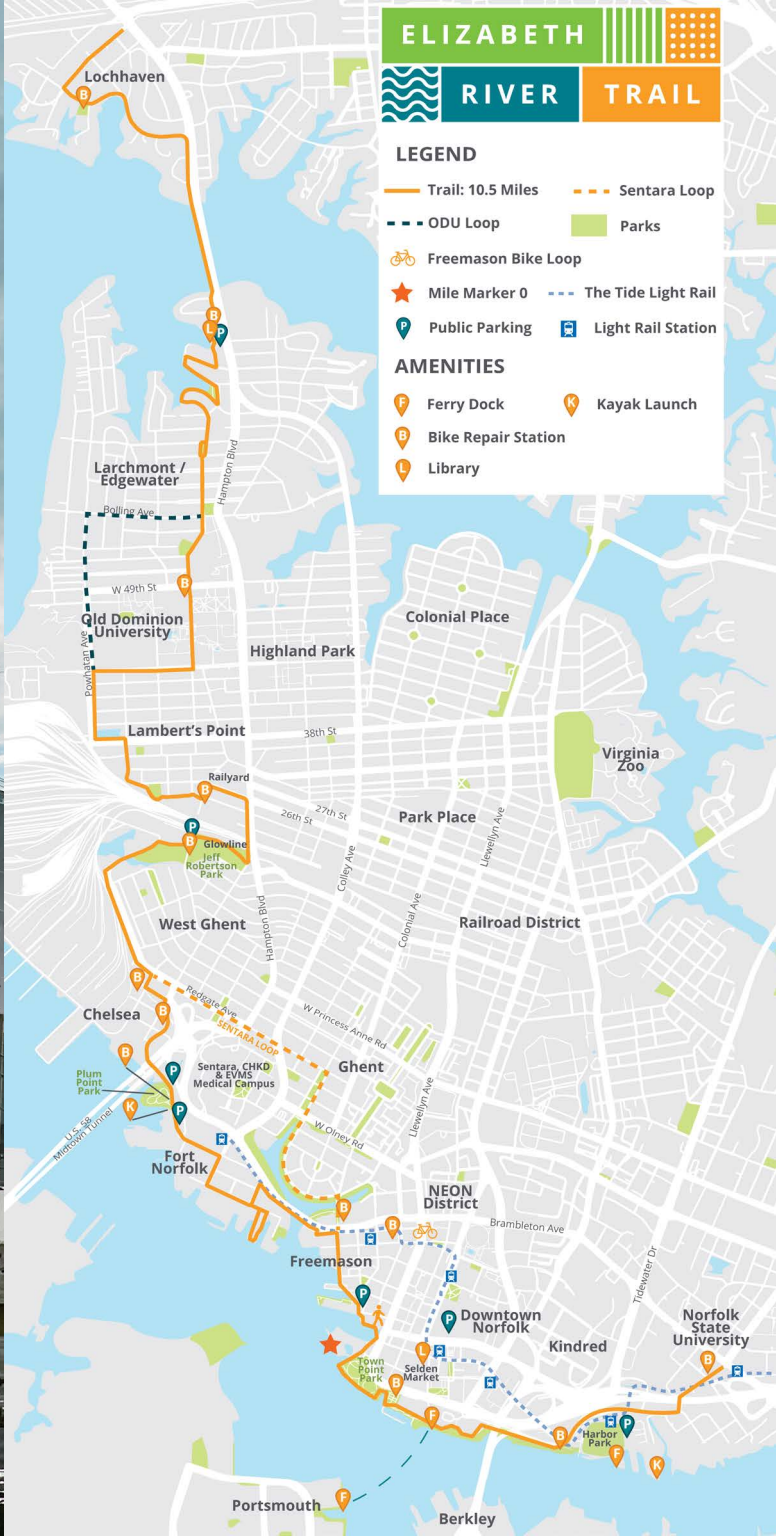 ELIZABETH
RIVER TRAIL
LEGEND
Trail: 10.5 Miles
Sentara Loop
ODU Loop
Parks
Freemason Bike Loop
Mile Marker 0
The Tide Light Rail
P Public Parking
Light Rail Station
AMENITIES
F Ferry Dock
K Kayak Launch
B Bike Repair Station
L Library
Lochhaven
B
B
L
P
Hampton Blvd
Larchmont /
Edgewater
Bolling Ave
B
W 49th St
Old Dominion
University
Powhatan Ave
Colonial Place
Highland Park
Lambert's Point
38th St
Virginia
Zoo
Railyard
B
27th St
26th St
Park Place
Llewellyn Ave
P
B
Glowline
Jeff
Robertson
Park
Colley Ave
Colonial Ave
Hampton Blvd
West Ghent
Railroad District
B
Redgate Ave
SENTARA LOOP
W Princess Anne Rd
Chelsea
B
B
P
Sentara, CHKD
& EVMS
Medical Campus
Ghent
Plum
Point
Park
K
P
U.S. 58
Midtown Tunnel
Llewellyn Ave
W Olney Rd
Fort
Norfolk
NEON
District
B
B
Brambleton Ave
Freemason
Tidewater Dr
P
P
Downtown
Norfolk
Kindred
Norfolk
State
University
B
L
Town
Point
Park
Selden
Market
B
F
B
Harbor
Park
P
F
K
F
Portsmouth
Berkley